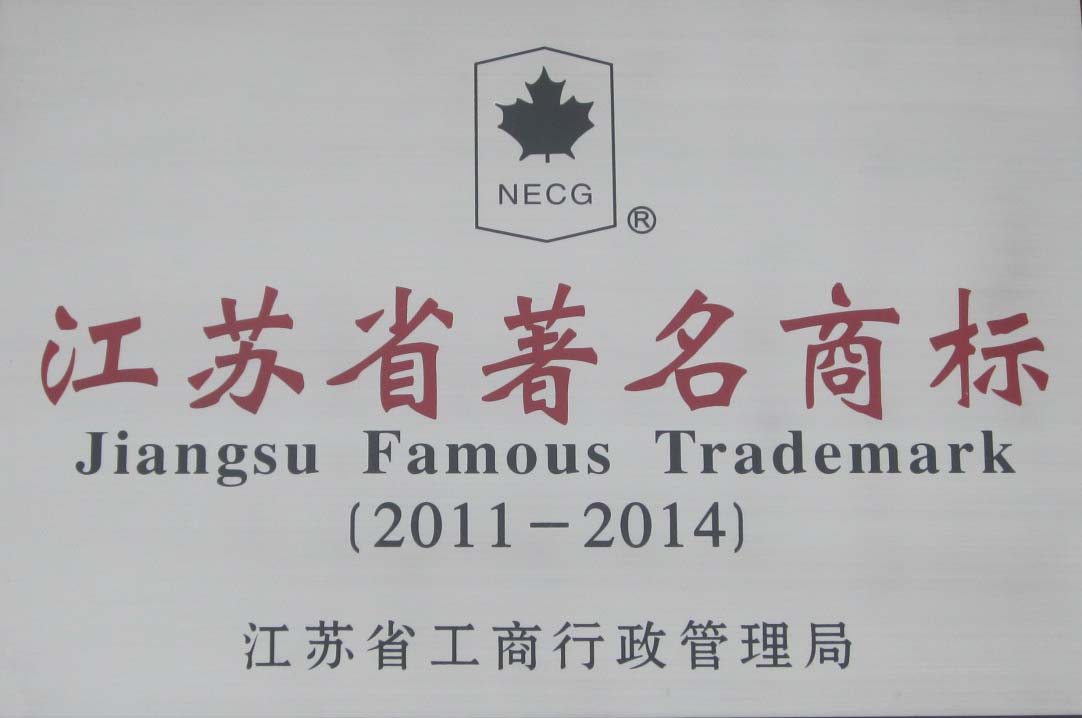 NECG
®
江苏省著名商标
Jiangsu Famous Trademark
(2011－2014)
江苏省工商行政管理局